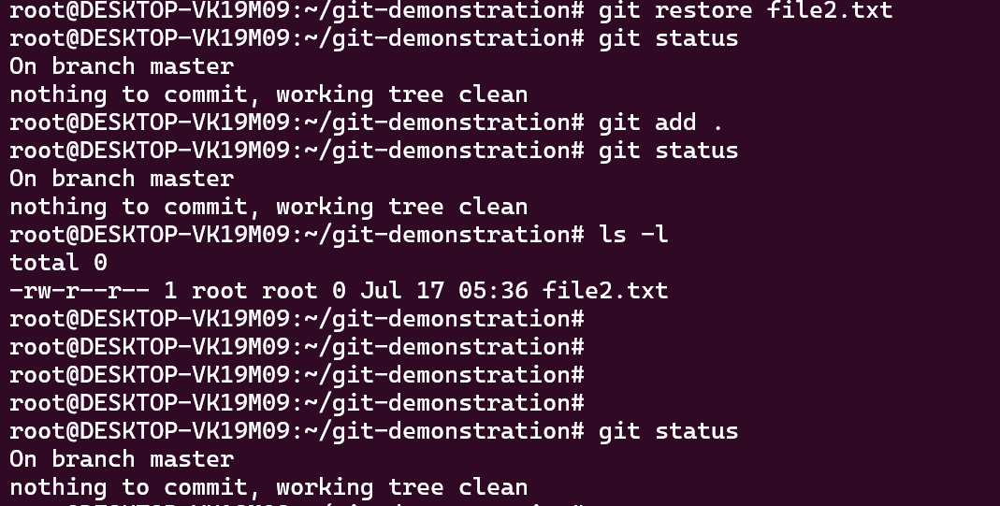 root@DESKTOP-VK19M09:~/git-demonstration# git restore file2.txt
root@DESKTOP-VK19M09:~/git-demonstration# git status
On branch master
nothing to commit, working tree clean
root@DESKTOP-VK19M09:~/git-demonstration# git add .
root@DESKTOP-VK19M09:~/git-demonstration# git status
On branch master
nothing to commit, working tree clean
root@DESKTOP-VK19M09:~/git-demonstration# ls -l
total 0
-rw-r--r-- 1 root root 0 Jul 17 05:36 file2.txt
root@DESKTOP-VK19M09:~/git-demonstration#
root@DESKTOP-VK19M09:~/git-demonstration#
root@DESKTOP-VK19M09:~/git-demonstration#
root@DESKTOP-VK19M09:~/git-demonstration#
root@DESKTOP-VK19M09:~/git-demonstration# git status
On branch master
nothing to commit, working tree clean